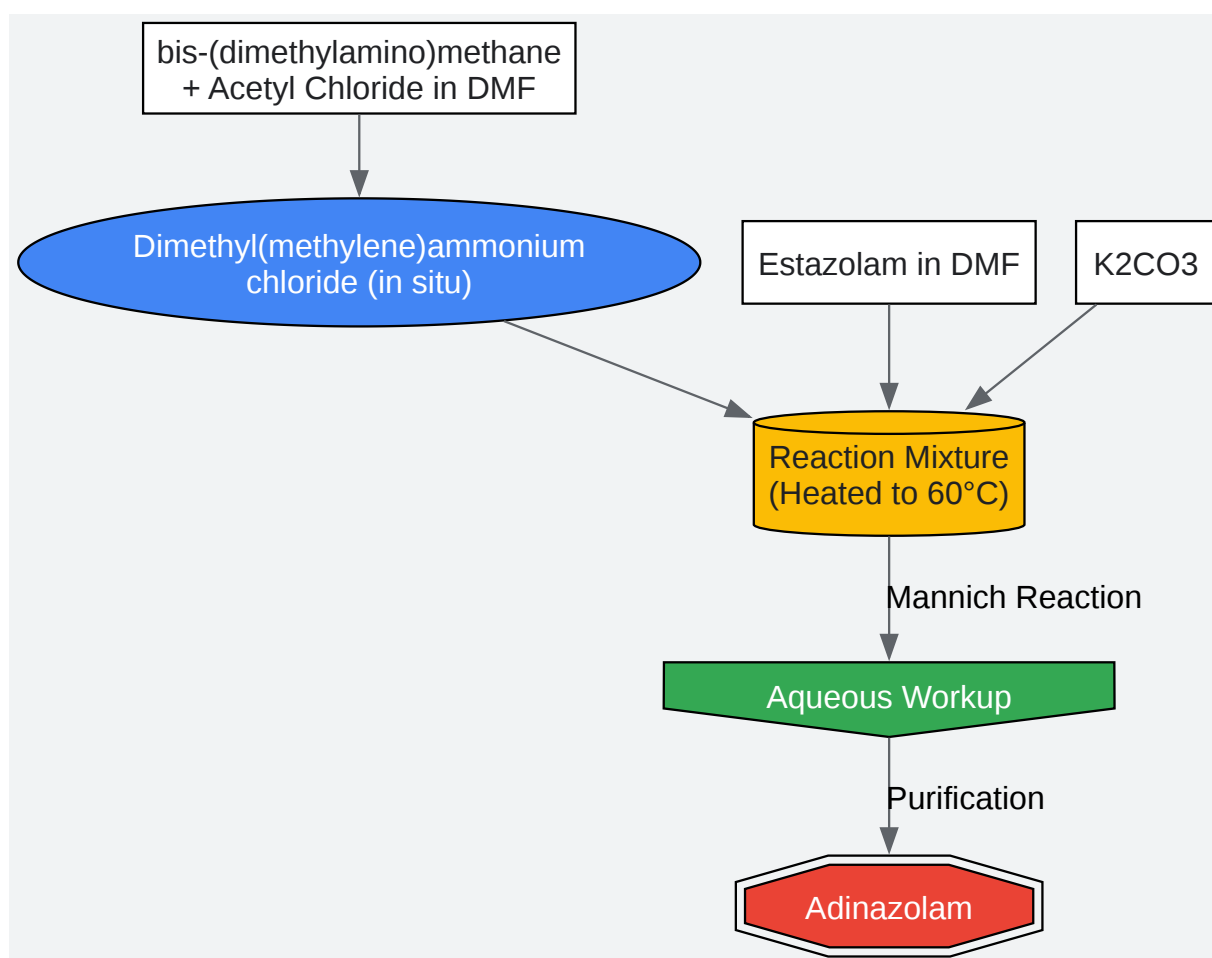 bis-(dimethylamino)methane
+ Acetyl Chloride in DMF
Dimethyl(methylene)ammonium
chloride (in situ)
Estazolam in DMF
K2CO3
Reaction Mixture
(Heated to 60°C)
Mannich Reaction
Aqueous Workup
Purification
Adinazolam